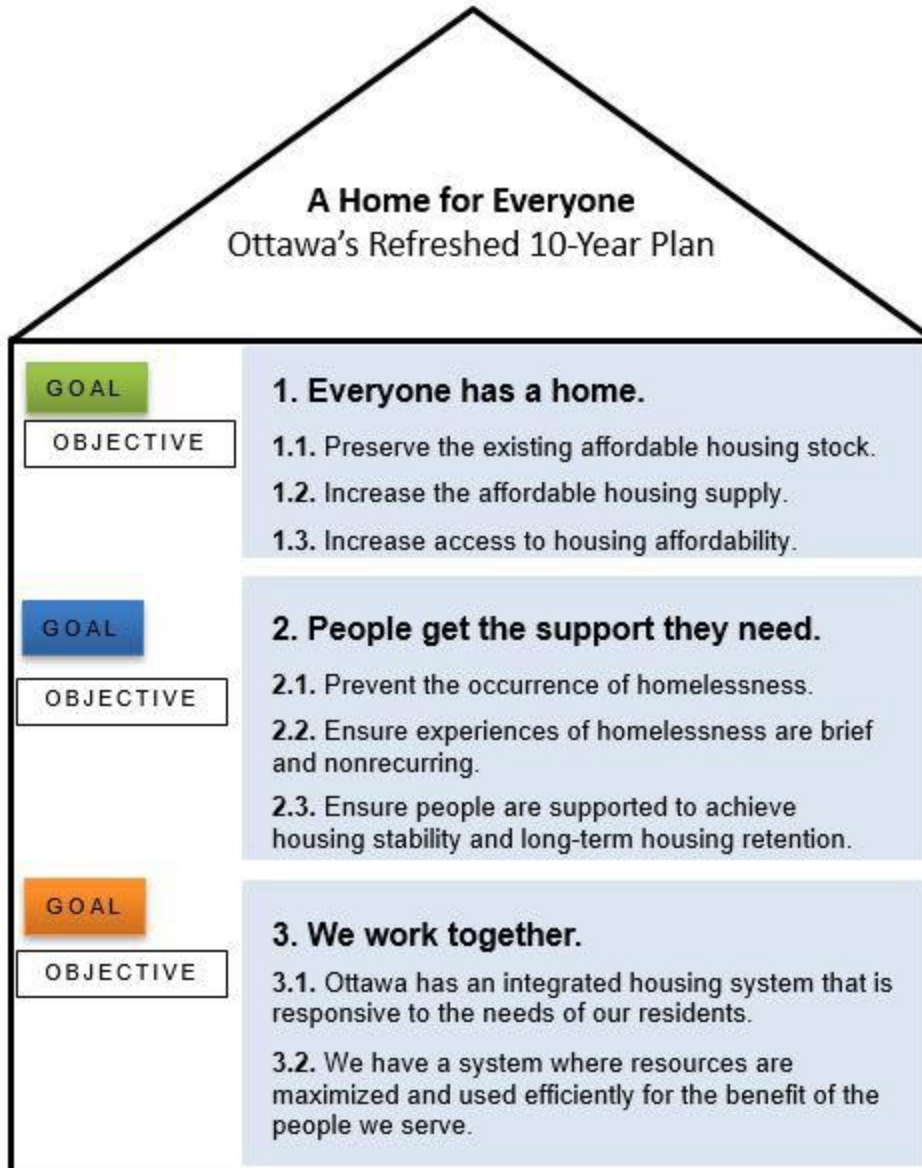 A Home for Everyone
Ottawa's Refreshed 10-Year Plan
GOAL
OBJECTIVE
1. Everyone has a home.
1.1. Preserve the existing affordable housing stock.
1.2. Increase the affordable housing supply.
1.3. Increase access to housing affordability.
GOAL
OBJECTIVE
2. People get the support they need.
2.1. Prevent the occurrence of homelessness.
2.2. Ensure experiences of homelessness are brief
and nonrecurring.
2.3. Ensure people are supported to achieve
housing stability and long-term housing retention.
GOAL
OBJECTIVE
3. We work together.
3.1. Ottawa has an integrated housing system that is
responsive to the needs of our residents.
3.2. We have a system where resources are
maximized and used efficiently for the benefit of the
people we serve.